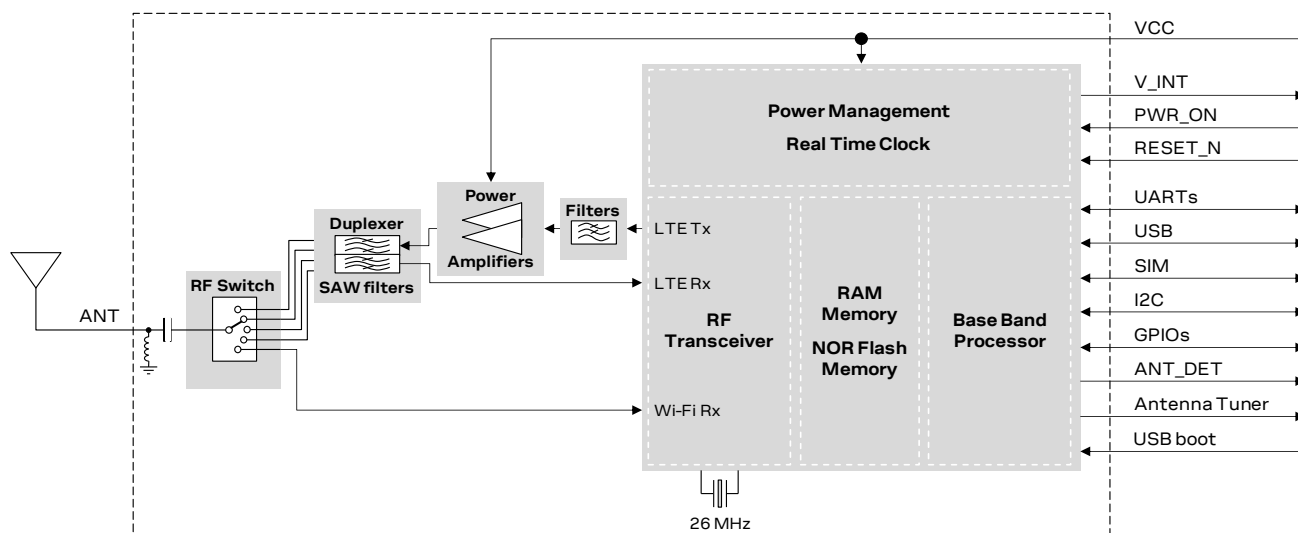 VCC
V_INT
Power Management
PWR_ON
Real Time Clock
RESET_N
Power
Amplifiers
Filters
Duplexer
SAW filters
LTE Tx
LTE Rx
UARTs
USB
SIM
I2C
GPIOs
ANT_DET
Antenna Tuner
USB boot
RF Switch
ANT
RF
Transceiver
RAM
Memory
NOR Flash
Memory
Base Band
Processor
Wi-Fi Rx
26 MHz